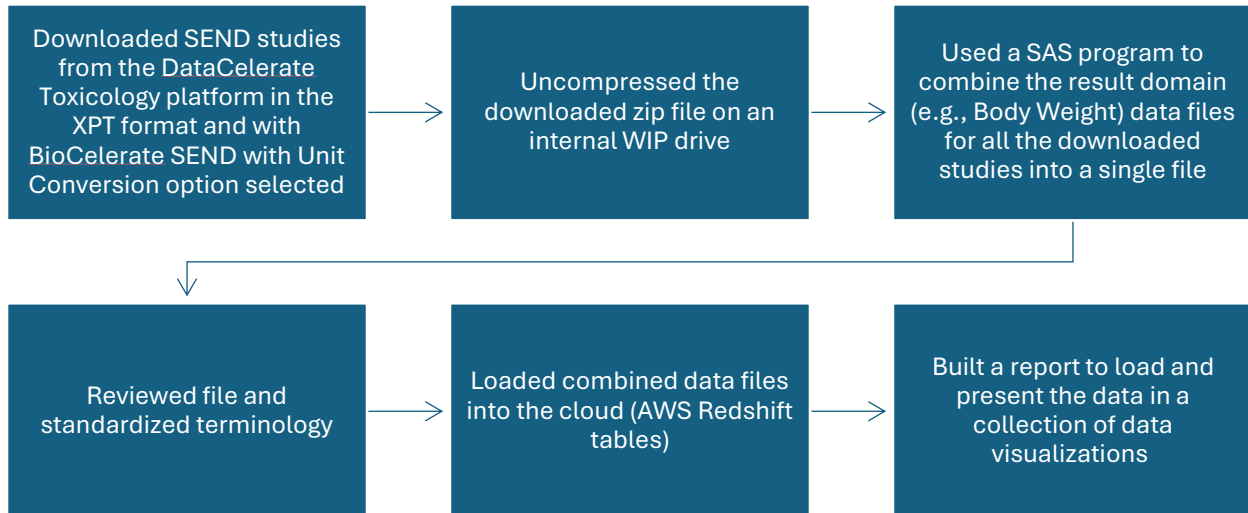 Downloaded SEND studies
from the DataCelerate
Toxicology platform in the
XPT format and with
BioCelerate SEND with Unit
Conversion option selected
Uncompressed the
downloaded zip file on an
internal WIP drive
Used a SAS program to
combine the result domain
(e.g., Body Weight) data files
for all the downloaded
studies into a single file
Reviewed file and
standardized terminology
Loaded combined data files
into the cloud (AWS Redshift
tables)
Built a report to load and
present the data in a
collection of data
visualizations